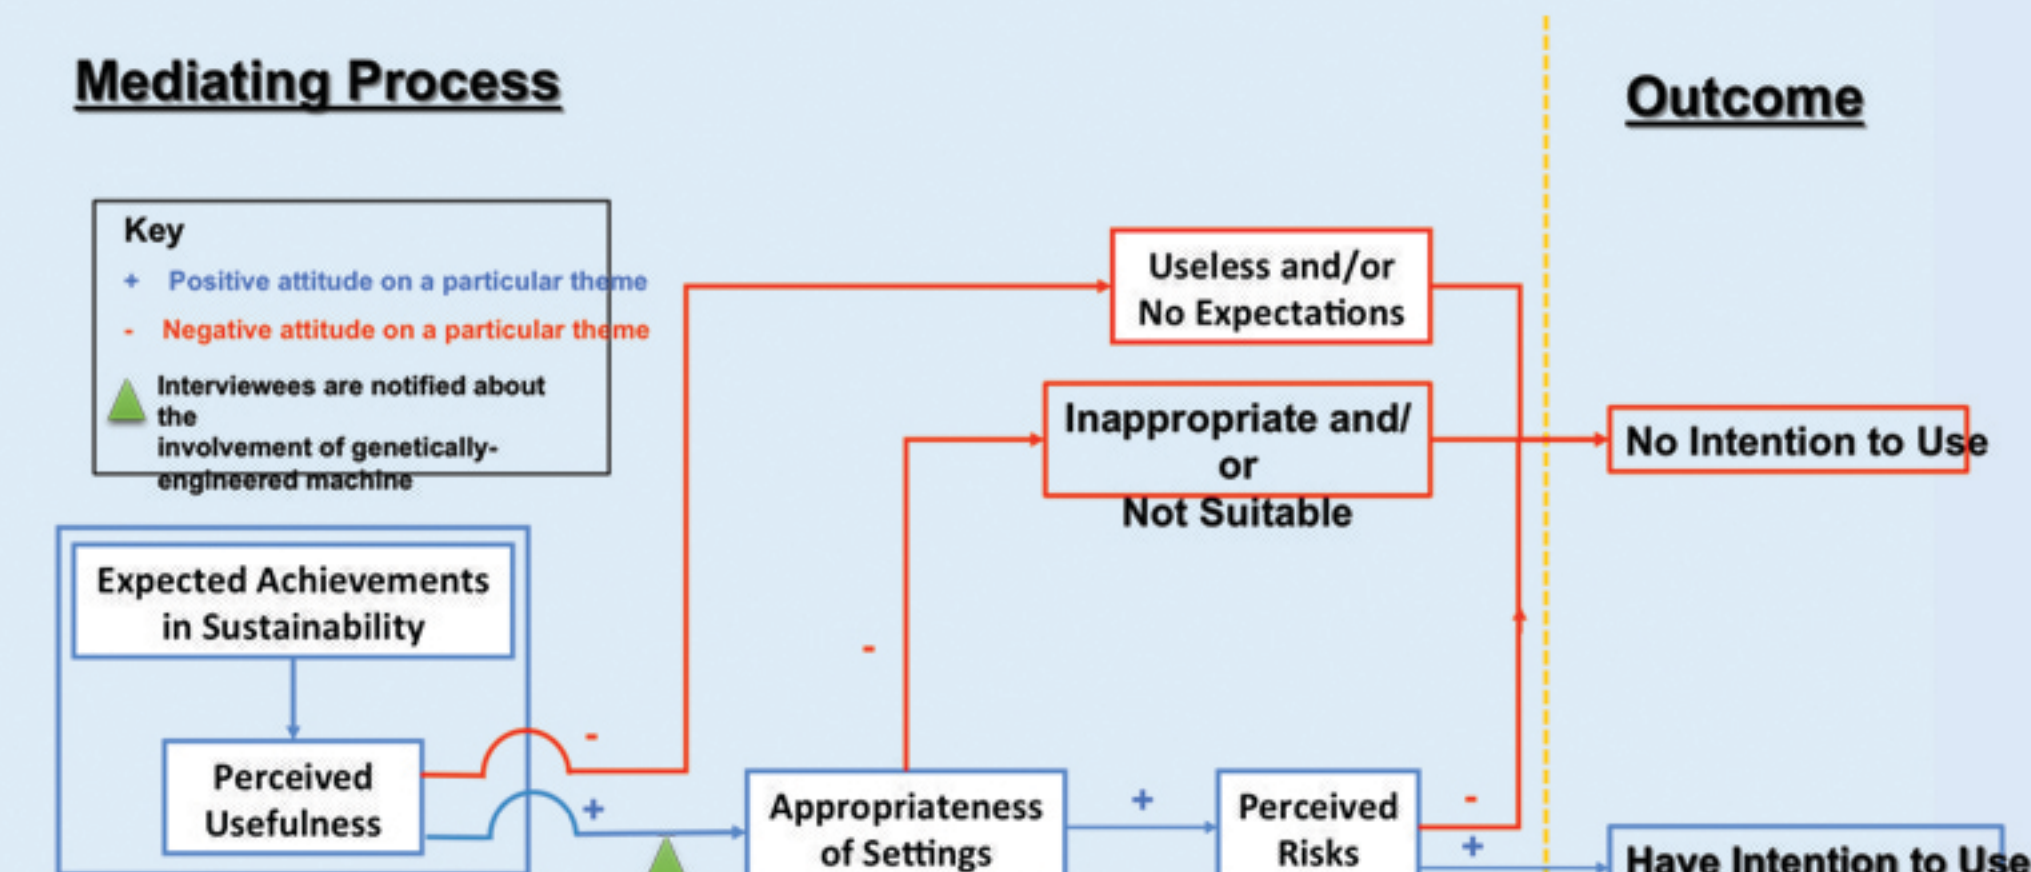 Mediating Process
Outcome
Key
+ Positive attitude on a particular theme
- Negative attitude on a particular theme
Interviewees are notified about
the
involvement of genetically-
engineered machine
Useless and/or
No Expectations
Inappropriate and/
or
Not Suitable
No Intention to Use
Expected Achievements
in Sustainability
-
Perceived
Usefulness
-
+
Appropriateness
of Settings
+
Perceived
Risks
-
+
Have Intention to Use